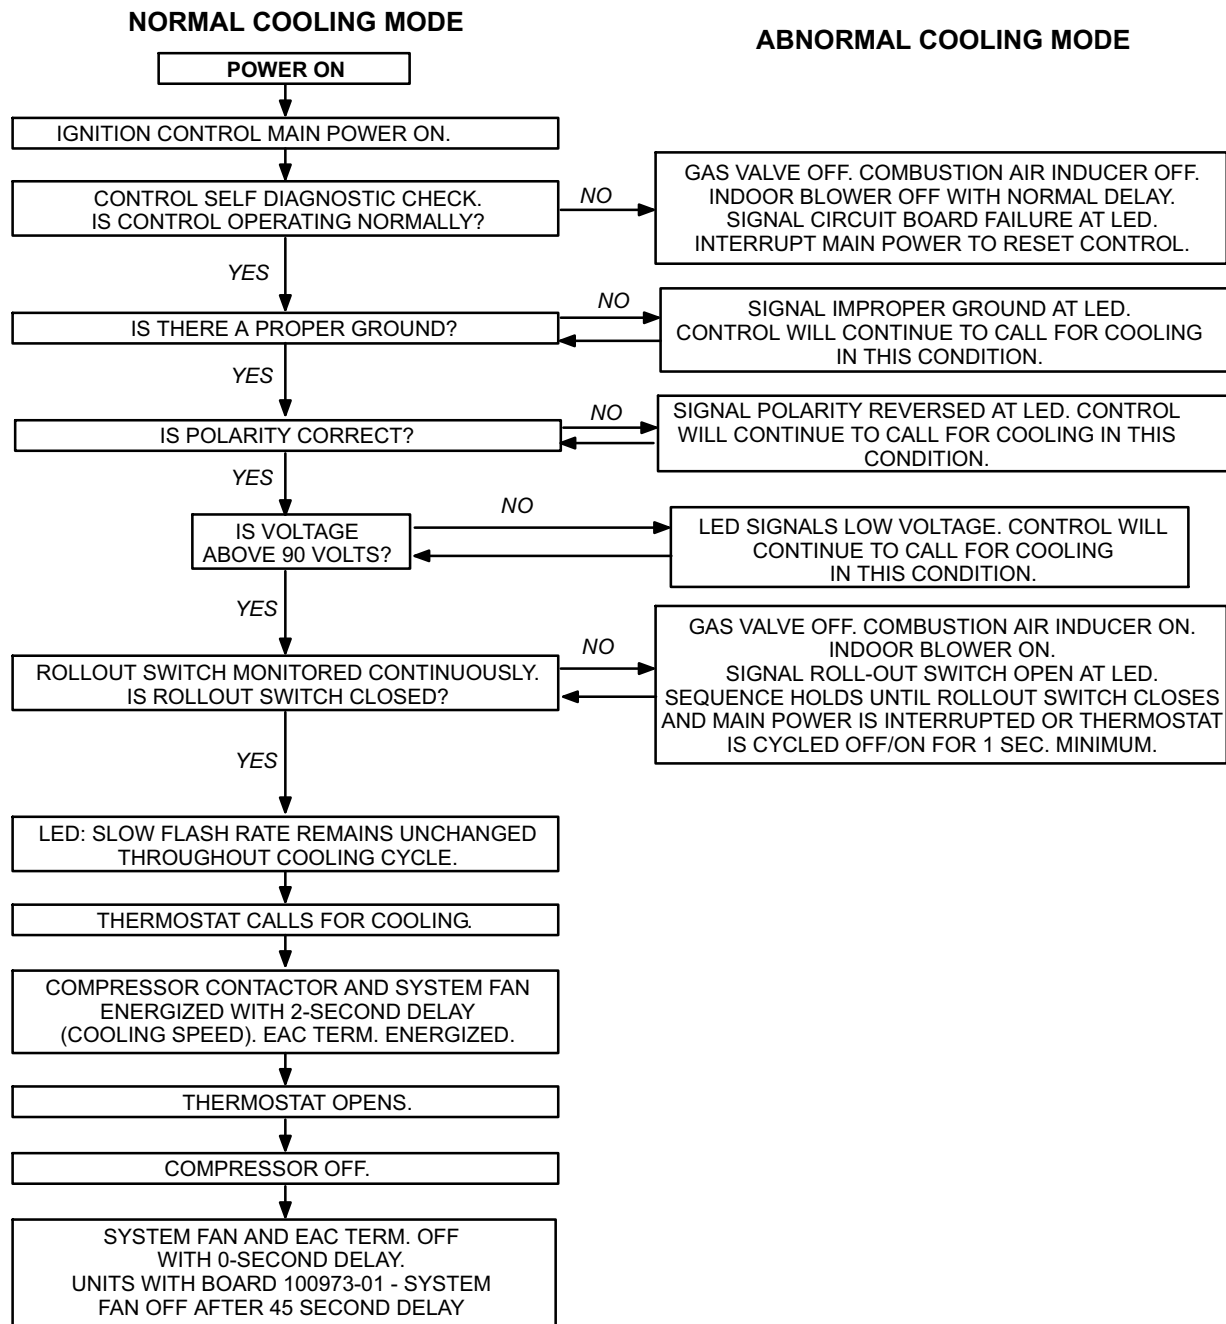 NORMAL COOLING MODE
ABNORMAL COOLING MODE
POWER ON
IGNITION CONTROL MAIN POWER ON.
CONTROL SELF DIAGNOSTIC CHECK.
IS CONTROL OPERATING NORMALLY?
NO
GAS VALVE OFF. COMBUSTION AIR INDUCER OFF.
INDOOR BLOWER OFF WITH NORMAL DELAY.
SIGNAL CIRCUIT BOARD FAILURE AT LED.
INTERRUPT MAIN POWER TO RESET CONTROL.
YES
IS THERE A PROPER GROUND?
NO
SIGNAL IMPROPER GROUND AT LED.
CONTROL WILL CONTINUE TO CALL FOR COOLING
IN THIS CONDITION.
YES
IS POLARITY CORRECT?
NO
SIGNAL POLARITY REVERSED AT LED. CONTROL
WILL CONTINUE TO CALL FOR COOLING IN THIS
CONDITION.
YES
IS VOLTAGE
ABOVE 90 VOLTS?
NO
LED SIGNALS LOW VOLTAGE. CONTROL WILL
CONTINUE TO CALL FOR COOLING
IN THIS CONDITION.
YES
ROLLOUT SWITCH MONITORED CONTINUOUSLY.
IS ROLLOUT SWITCH CLOSED?
NO
GAS VALVE OFF. COMBUSTION AIR INDUCER ON.
INDOOR BLOWER ON.
SIGNAL ROLL-OUT SWITCH OPEN AT LED.
SEQUENCE HOLDS UNTIL ROLLOUT SWITCH CLOSES
AND MAIN POWER IS INTERRUPTED OR THERMOSTAT
IS CYCLED OFF/ON FOR 1 SEC. MINIMUM.
YES
LED: SLOW FLASH RATE REMAINS UNCHANGED
THROUGHOUT COOLING CYCLE.
THERMOSTAT CALLS FOR COOLING.
COMPRESSOR CONTACTOR AND SYSTEM FAN
ENERGIZED WITH 2-SECOND DELAY
(COOLING SPEED). EAC TERM. ENERGIZED.
THERMOSTAT OPENS.
COMPRESSOR OFF.
SYSTEM FAN AND EAC TERM. OFF
WITH 0-SECOND DELAY.
UNITS WITH BOARD 100973-01 - SYSTEM
FAN OFF AFTER 45 SECOND DELAY